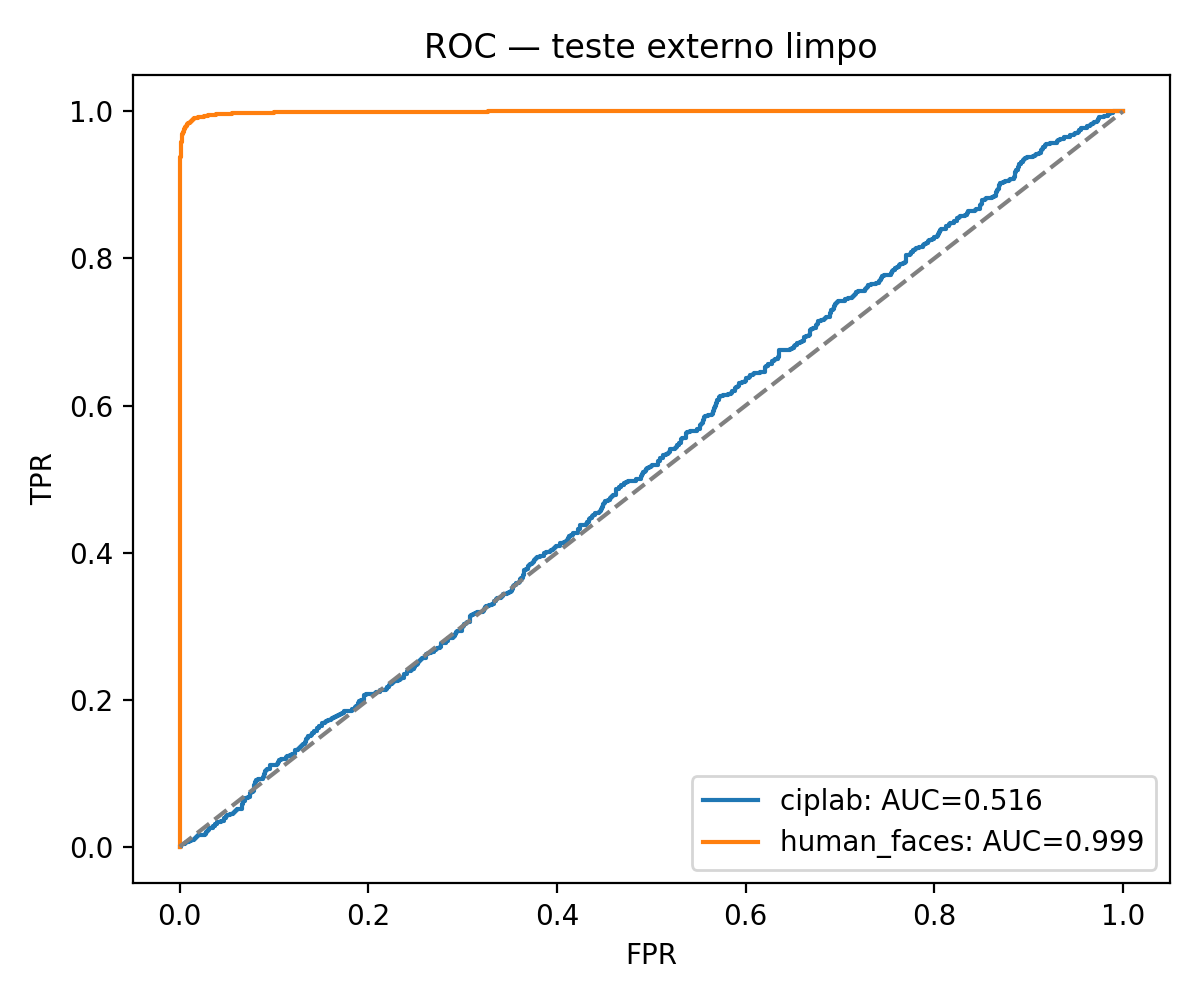 ROC — teste externo limpo
TPR
1.0
0.8
0.6
0.4
0.2
0.0
0.0 0.2 0.4 0.6 0.8 1.0
FPR
ciplab: AUC=0.516
human_faces: AUC=0.999